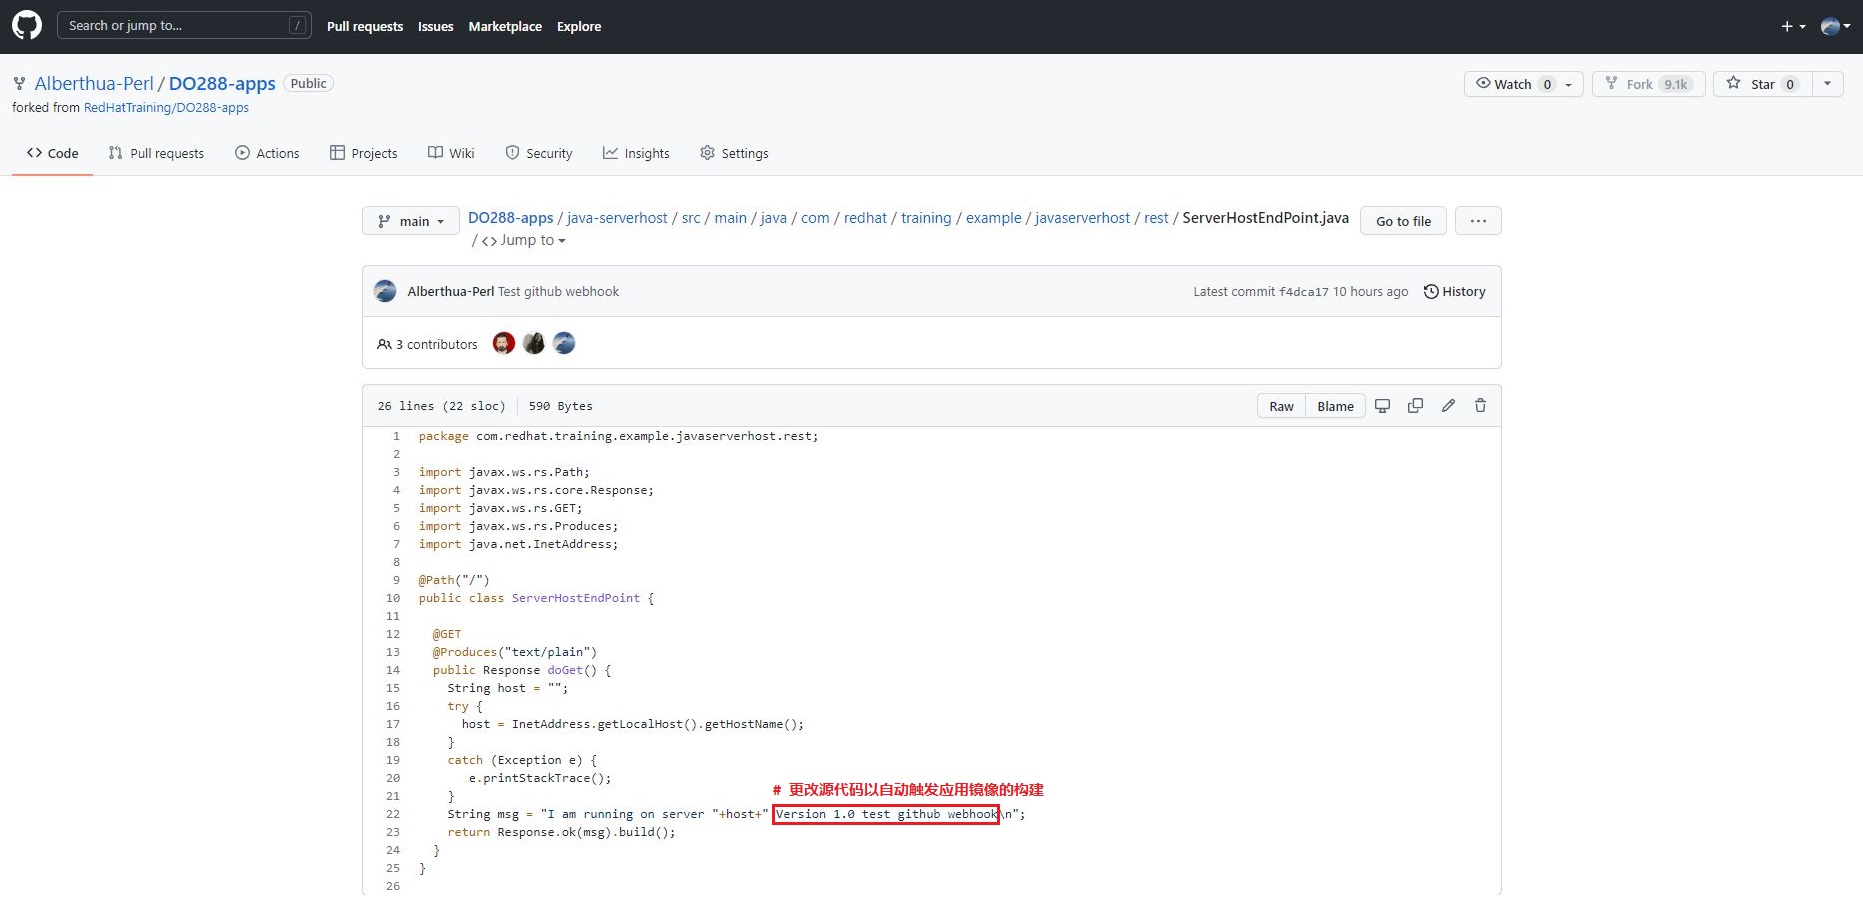 Search or jump to... /
Pull requests Issues Marketplace Explore
Alberthua-Perl / DO288-apps Public
forked from RedHatTraining/DO288-apps
Watch 0 Fork 9.1k Star 0
Code Pull requests Actions Projects Wiki Security Insights Settings
main DO288-apps / java-serverhost / src / main / java / com / redhat / training / example / javaserverhost / rest / ServerHostEndPoint.java Go to file ...
/ <> Jump to
Alberthua-Perl Test github webhook Latest commit f4dca17 10 hours ago History
3 contributors
26 lines (22 sloc) 590 Bytes Raw Blame
1 package com.redhat.training.example.javaserverhost.rest;
2
3 import javax.ws.rs.Path;
4 import javax.ws.rs.core.Response;
5 import javax.ws.rs.GET;
6 import javax.ws.rs.Produces;
7 import java.net.InetAddress;
8
9 @Path("/")
10 public class ServerHostEndPoint {
11
12 @GET
13 @Produces("text/plain")
14 public Response doGet() {
15 String host = "";
16 try {
17 host = InetAddress.getLocalHost().getHostName();
18 }
19 catch (Exception e) {
20 e.printStackTrace();
# 更改源代码以自动触发应用镜像的构建
21 }
22 String msg = "I am running on server "+host+" Version 1.0 test github webhook\n";
23 return Response.ok(msg).build();
24 }
25 }
26